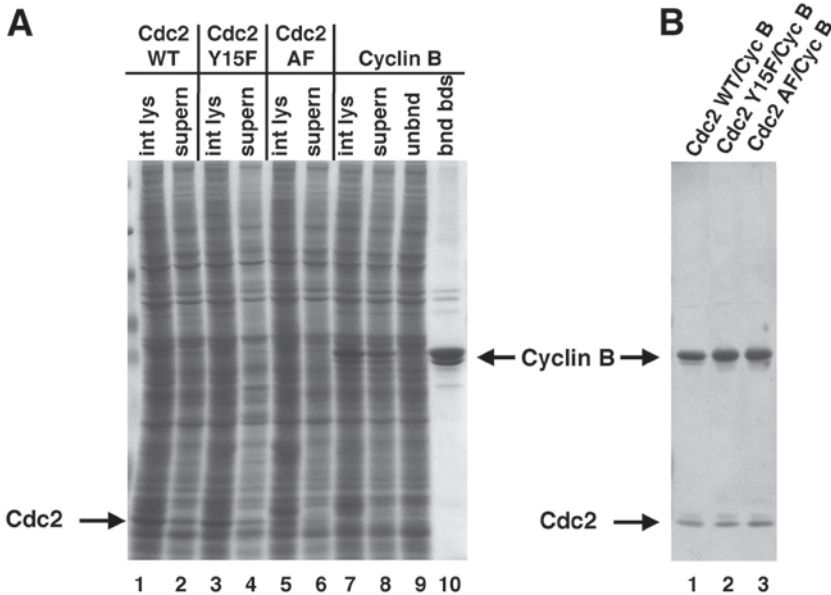 A
Cdc2 WT
Cdc2 Y15F
Cdc2 AF
Cyclin B
int lys
supern
int lys
supern
int lys
supern
int lys
supern
unbnd
bnd bds
Cdc2
1 2 3 4 5 6 7 8 9 10
B
Cdc2 WT/Cyc B
Cdc2 Y15F/Cyc B
Cdc2 AF/Cyc B
Cyclin B
Cdc2
1 2 3